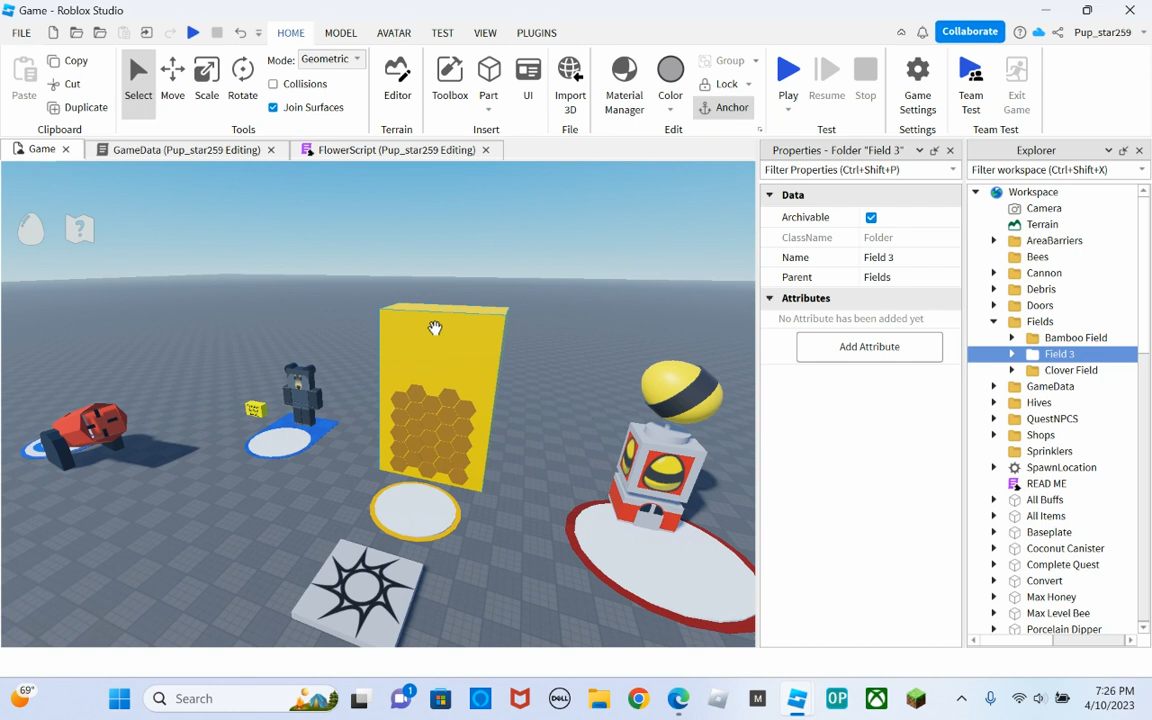 Game - Roblox Studio
FILE
HOME
MODEL
AVATAR
TEST
VIEW
PLUGINS
Collaborate
Pup_star259
Paste
Copy
Cut
Duplicate
Clipboard
Select
Move
Scale
Rotate
Mode: Geometric
Collisions
Join Surfaces
Tools
Editor
Terrain
Toolbox
Part
UI
Insert
Import
3D
File
Material
Manager
Color
Group
Lock
Anchor
Edit
Play
Resume
Stop
Test
Game
Settings
Settings
Team
Test
Exit
Game
Team Test
Game
GameData (Pup_star259 Editing)
FlowerScript (Pup_star259 Editing)
?
Properties - Folder "Field 3"
Filter Properties (Ctrl+Shift+P)
Data
Archivable
ClassName Folder
Name Field 3
Parent Fields
Attributes
No Attribute has been added yet
Add Attribute
Explorer
Filter workspace (Ctrl+Shift+X)
Workspace
Camera
Terrain
AreaBarriers
Bees
Cannon
Debris
Doors
Fields
Bamboo Field
Field 3
Clover Field
GameData
Hives
QuestNPCS
Shops
Sprinklers
SpawnLocation
READ ME
All Buffs
All Items
Baseplate
Coconut Canister
Complete Quest
Convert
Max Honey
Max Level Bee
Porcelain Dipper
69°
Search
1
DELL
M
OP
7:26 PM
4/10/2023